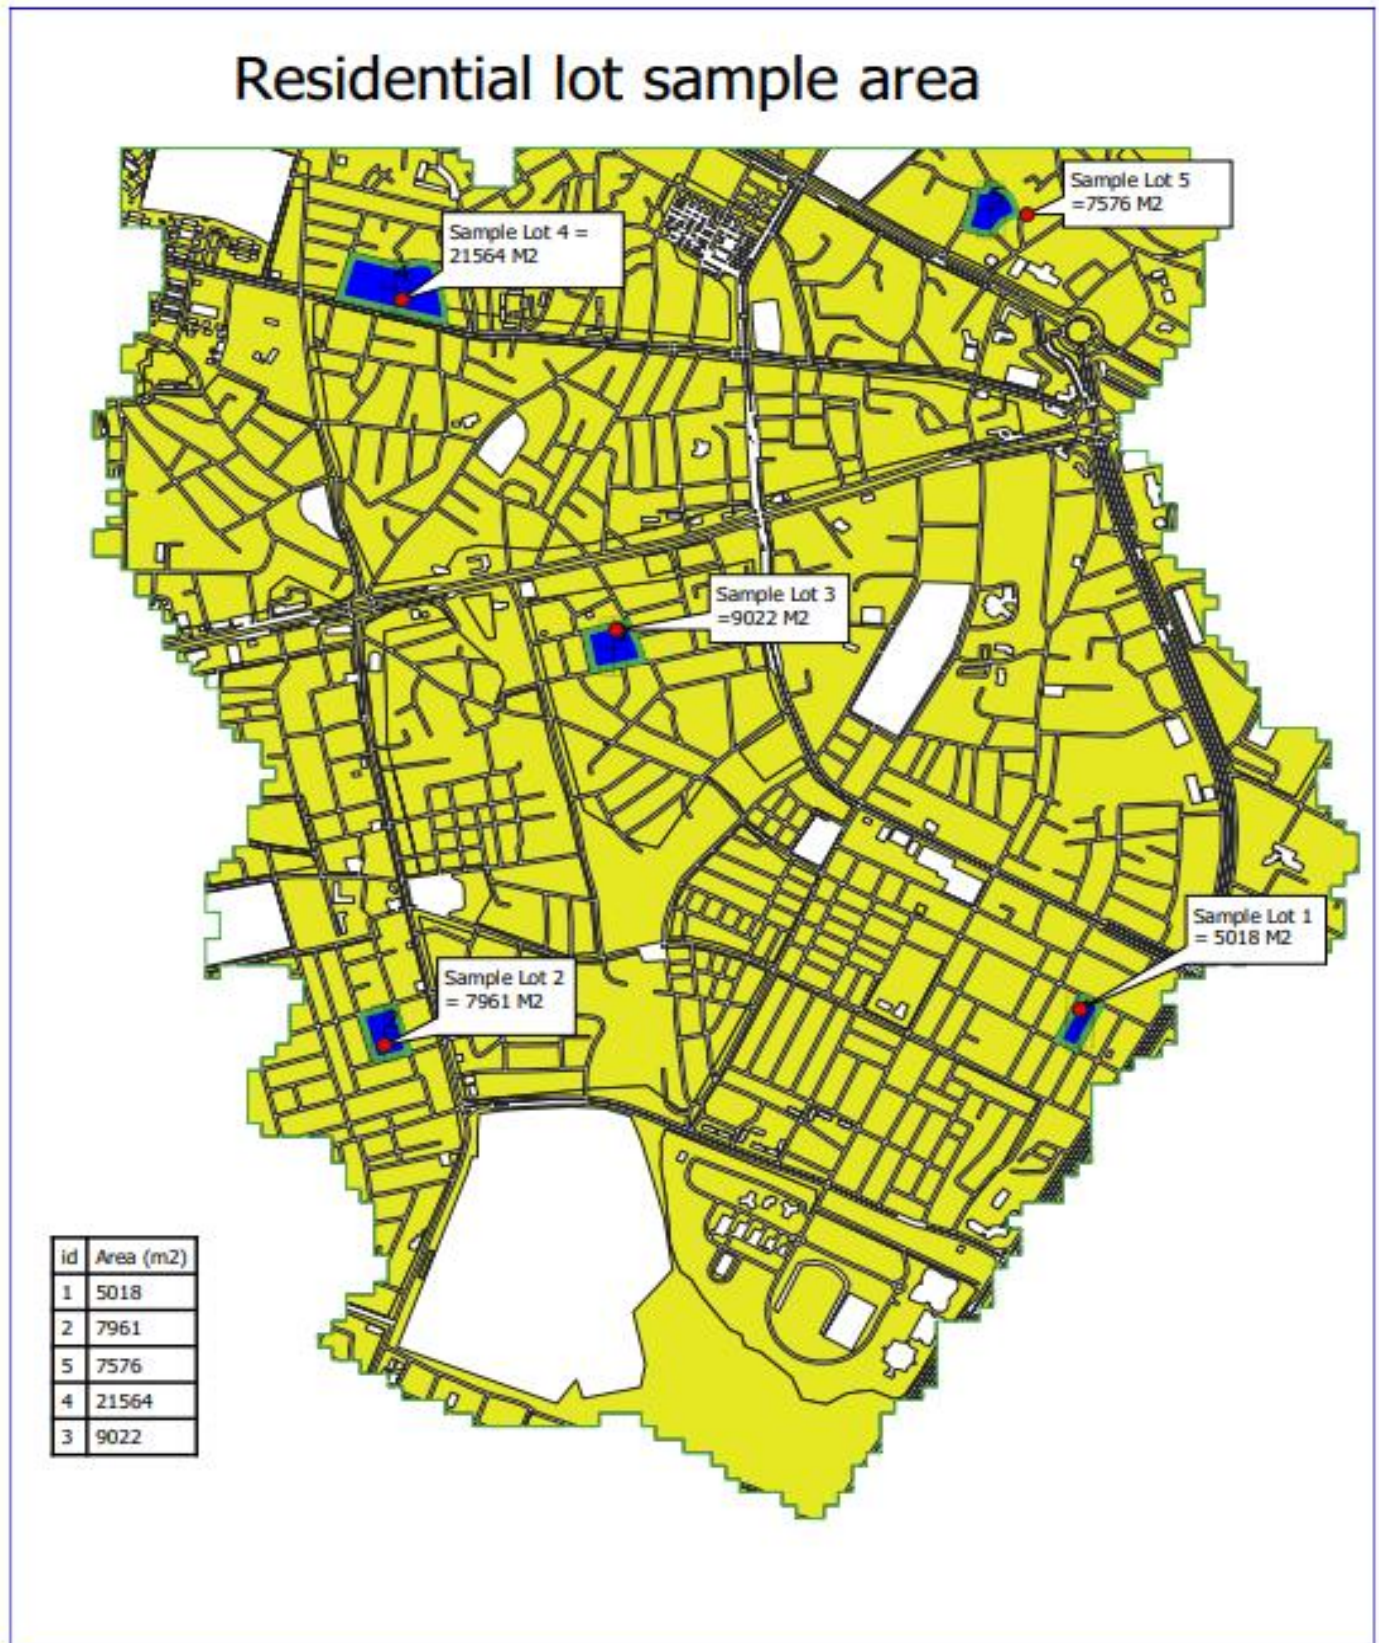 Residential lot sample area
Sample Lot 5
=7576 M2
Sample Lot 4 =
21564 M2
Sample Lot 3
=9022 M2
Sample Lot 1
= 5018 M2
Sample Lot 2
= 7961 M2
id Area (m2)
1 5018
2 7961
5 7576
4 21564
3 9022